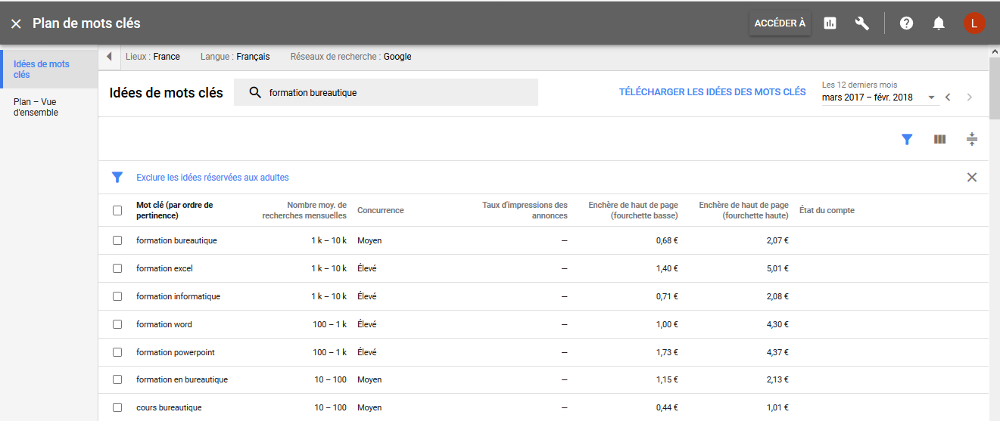 Plan de mots clés
ACCÉDER À
L
Idées de mots
clés
Plan – Vue
d'ensemble
Lieux : France Langue : Français Réseaux de recherche : Google
Idées de mots clés
formation bureautique
TÉLÉCHARGER LES IDÉES DES MOTS CLÉS
Les 12 derniers mois
mars 2017 – févr. 2018
Exclure les idées réservées aux adultes
Mot clé (par ordre de
pertinence)
Nombre moy. de
recherches mensuelles
Concurrence
Taux d'impressions des
annonces
Enchère de haut de page
(fourchette basse)
Enchère de haut de page
(fourchette haute)
État du compte
formation bureautique 1 k – 10 k Moyen — 0,68 € 2,07 €
formation excel 1 k – 10 k Élevé — 1,40 € 5,01 €
formation informatique 1 k – 10 k Élevé — 0,71 € 2,08 €
formation word 100 – 1 k Élevé — 1,00 € 4,30 €
formation powerpoint 100 – 1 k Élevé — 1,73 € 4,37 €
formation en bureautique 10 – 100 Moyen — 1,15 € 2,13 €
cours bureautique 10 – 100 Moyen — 0,44 € 1,01 €